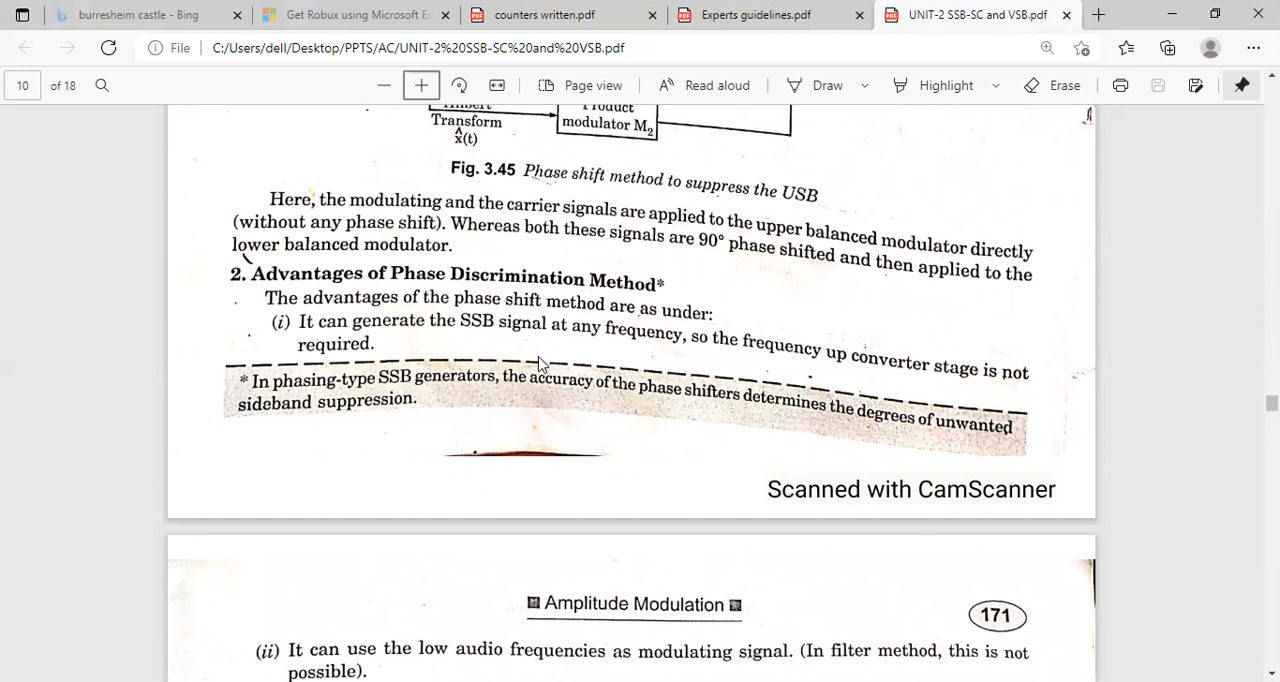 burresheim castle - Bing
Get Robux using Microsoft Ec
counters written.pdf
Experts guidelines.pdf
UNIT-2 SSB-SC and VSB.pdf
File
C:/Users/dell/Desktop/PPTS/AC/UNIT-2%20SSB-SC%20and%20VSB.pdf
10 of 18
Page view
Read aloud
Draw
Highlight
Erase
Transform
x̂(t)
Product
modulator M₂
Fig. 3.45 Phase shift method to suppress the USB
Here, the modulating and the carrier signals are applied to the upper balanced modulator directly
(without any phase shift). Whereas both these signals are 90° phase shifted and then applied to the
lower balanced modulator.
2. Advantages of Phase Discrimination Method*
The advantages of the phase shift method are as under:
(i) It can generate the SSB signal at any frequency, so the frequency up converter stage is not
required.
* In phasing-type SSB generators, the accuracy of the phase shifters determines the degrees of unwanted
sideband suppression.
Scanned with CamScanner
Amplitude Modulation
171
(ii) It can use the low audio frequencies as modulating signal. (In filter method, this is not
possible).